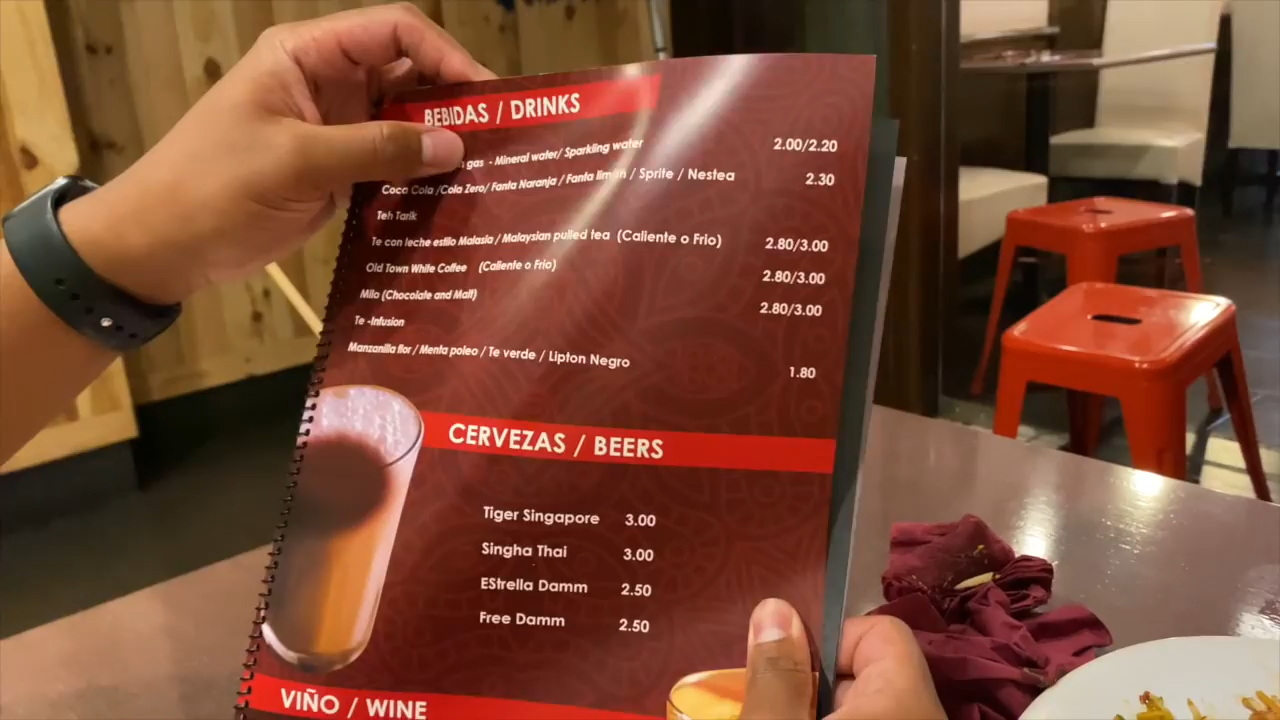 BEBIDAS / DRINKS
gas - Mineral water/ Sparkling water 2.00/2.20
Coca Cola /Cola Zero/ Fanta Naranja / Fanta limon / Sprite / Nestea 2.30
Teh Tarik
Te con leche estilo Malasia / Malaysian pulled tea (Caliente o Frio) 2.80/3.00
Old Town White Coffee (Caliente o Frio) 2.80/3.00
Milo (Chocolate and Malt) 2.80/3.00
Te -Infusion
Manzanilla flor / Menta poleo / Te verde / Lipton Negro 1.80
CERVEZAS / BEERS
Tiger Singapore 3.00
Singha Thai 3.00
EStrella Damm 2.50
Free Damm 2.50
VIÑO / WINE